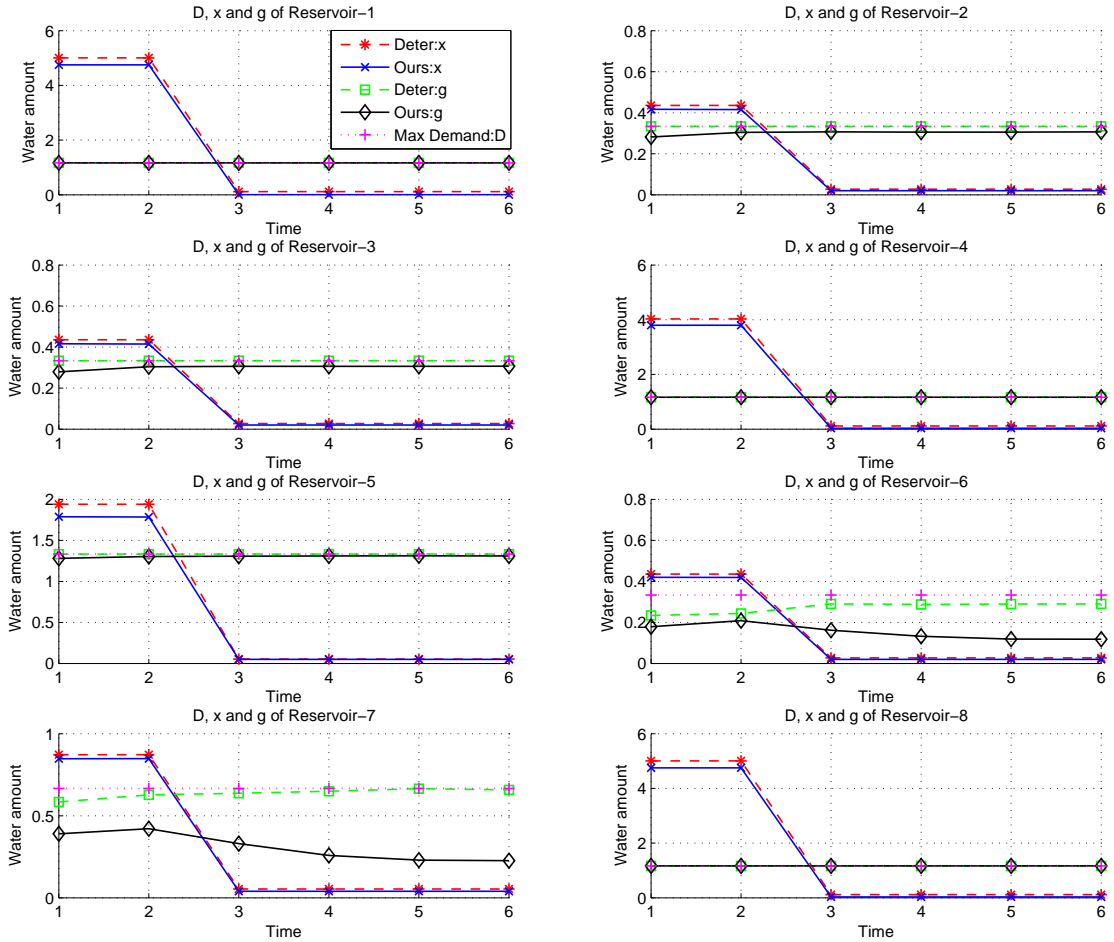 D, x and g of Reservoir−1
Water amount
6
4
2
0
1 2 3 4 5 6
Time
Deter:x
Ours:x
Deter:g
Ours:g
Max Demand:D
D, x and g of Reservoir−2
Water amount
0.8
0.6
0.4
0.2
0
1 2 3 4 5 6
Time
D, x and g of Reservoir−3
Water amount
0.8
0.6
0.4
0.2
0
1 2 3 4 5 6
Time
D, x and g of Reservoir−4
Water amount
6
4
2
0
1 2 3 4 5 6
Time
D, x and g of Reservoir−5
Water amount
2
1.5
1
0.5
0
1 2 3 4 5 6
Time
D, x and g of Reservoir−6
Water amount
0.8
0.6
0.4
0.2
0
1 2 3 4 5 6
Time
D, x and g of Reservoir−7
Water amount
1
0.5
0
1 2 3 4 5 6
Time
D, x and g of Reservoir−8
Water amount
6
4
2
0
1 2 3 4 5 6
Time